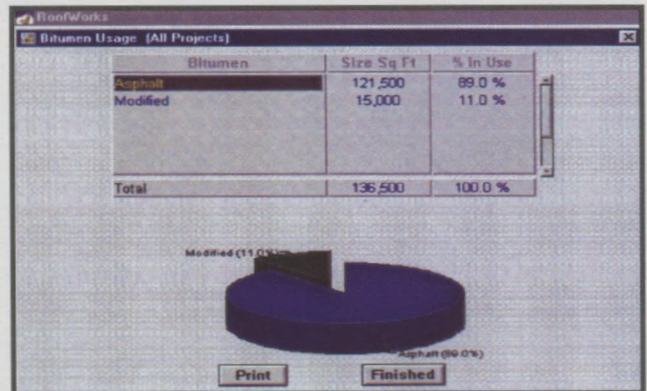 RoofWorks
Bitumen Usage (All Projects)
Bitumen Size Sq Ft % In Use
Asphalt 121,500 89.0 %
Modified 15,000 11.0 %
Total 136,500 100.0 %
Modified (11.0%)
Asphalt (89.0%)
Print Finished